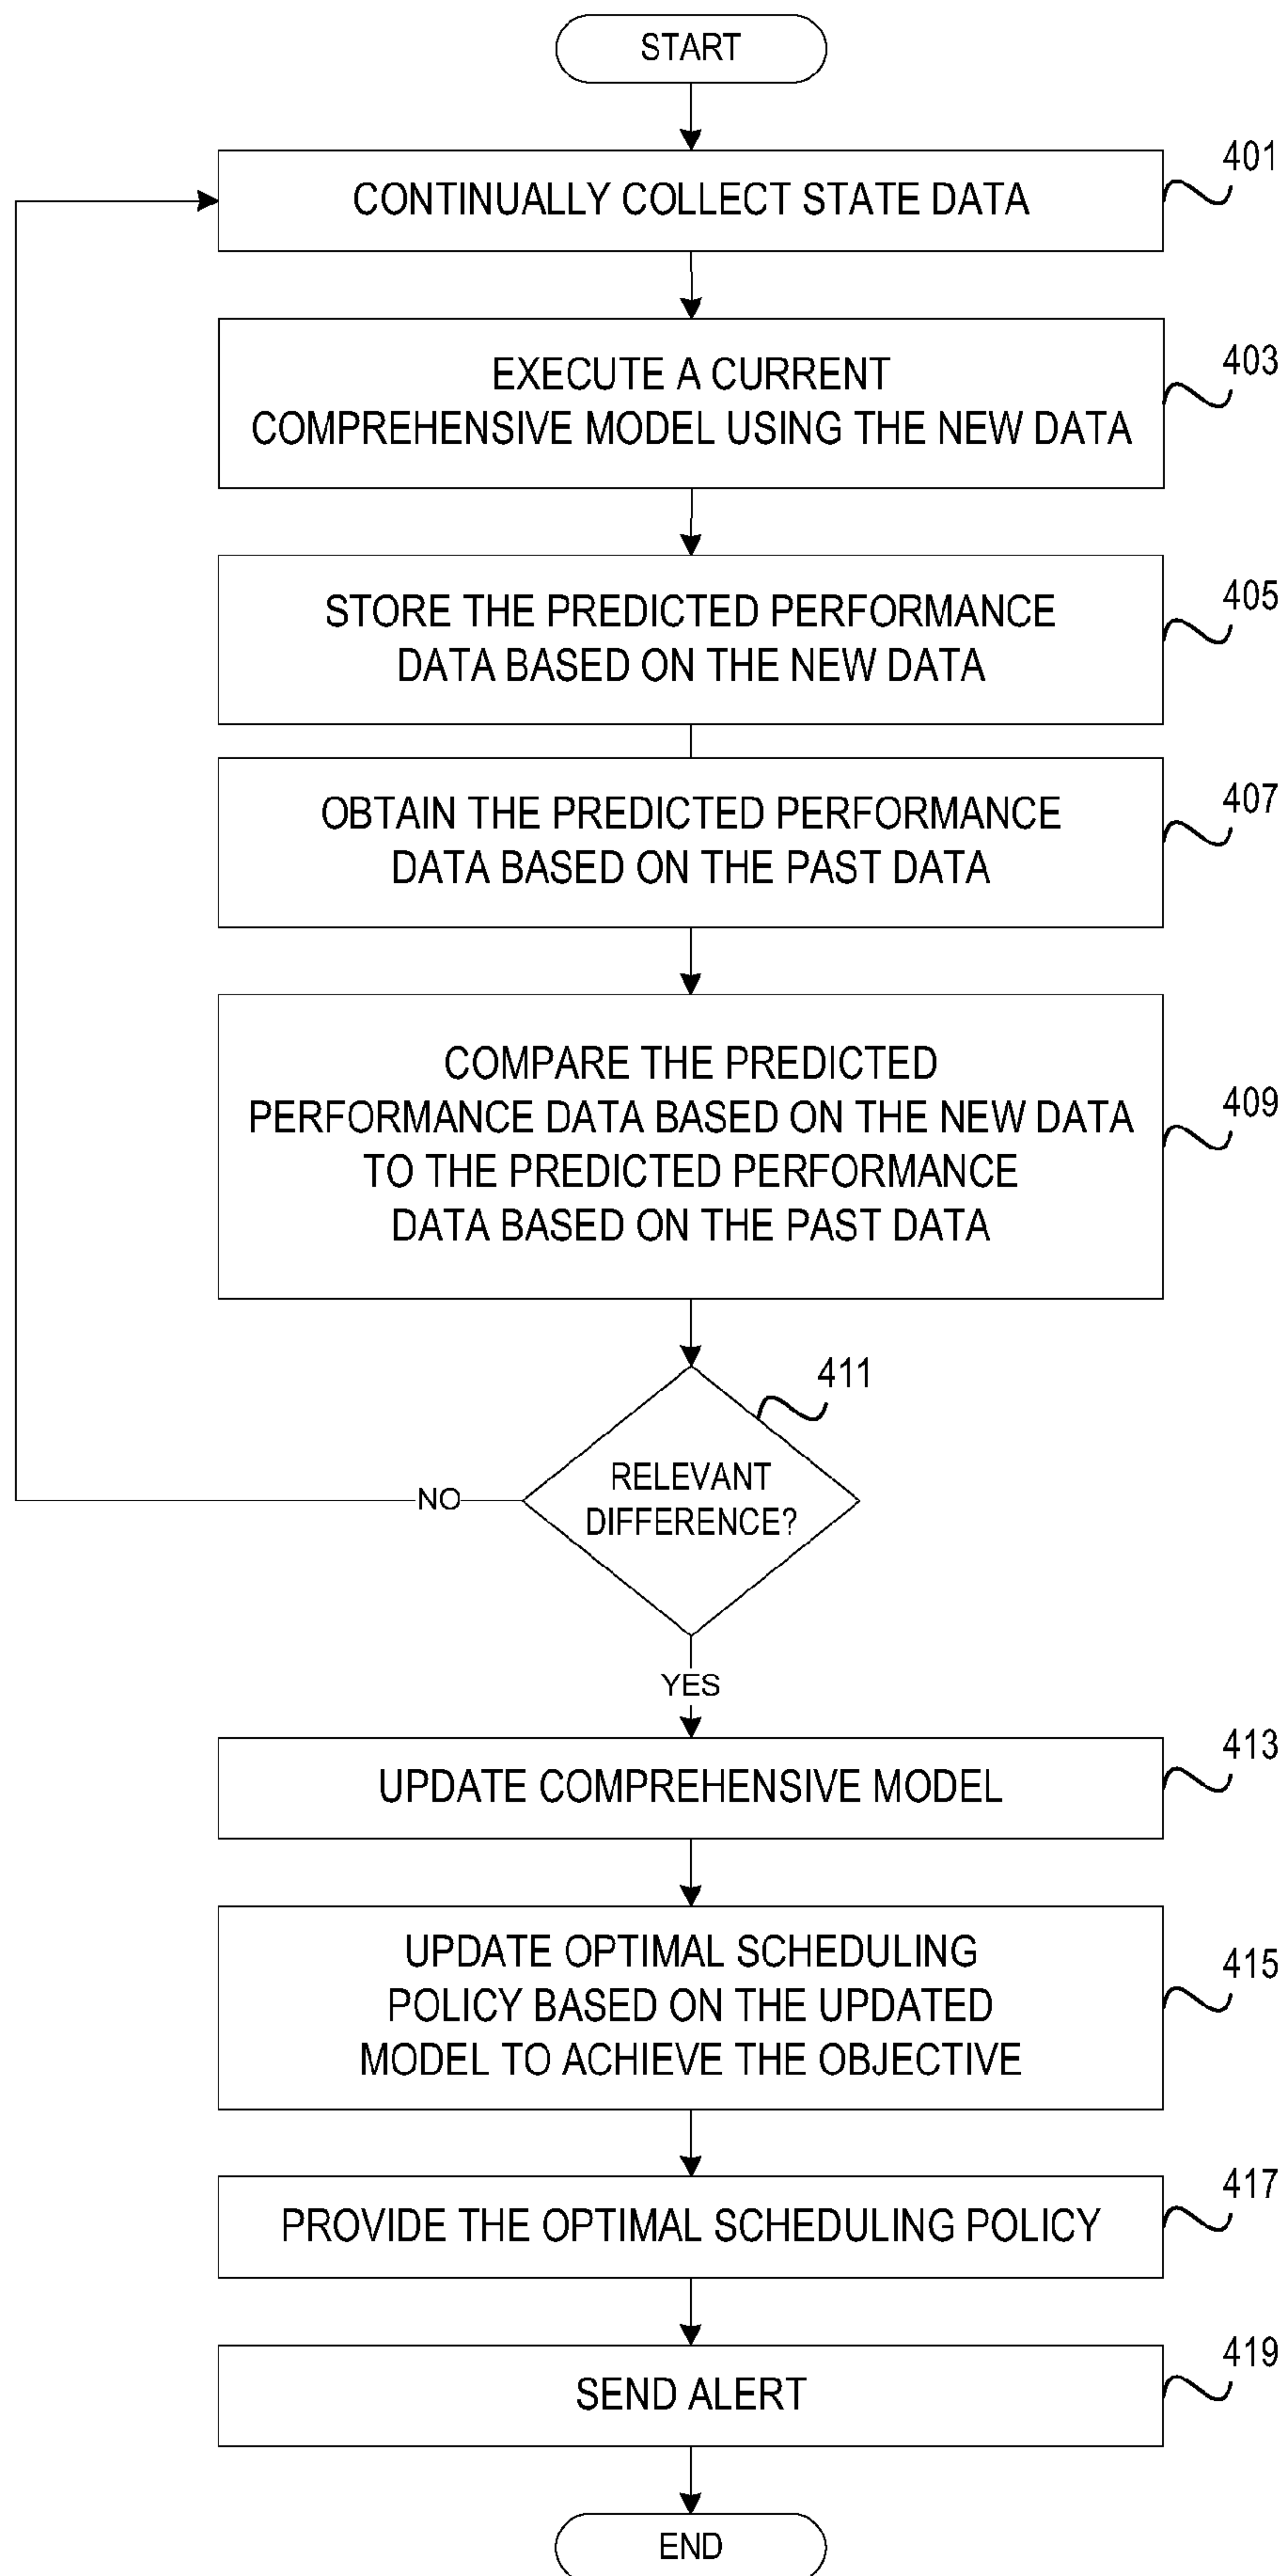 START
401
CONTINUALLY COLLECT STATE DATA
403
EXECUTE A CURRENT
COMPREHENSIVE MODEL USING THE NEW DATA
405
STORE THE PREDICTED PERFORMANCE
DATA BASED ON THE NEW DATA
407
OBTAIN THE PREDICTED PERFORMANCE
DATA BASED ON THE PAST DATA
409
COMPARE THE PREDICTED
PERFORMANCE DATA BASED ON THE NEW DATA
TO THE PREDICTED PERFORMANCE
DATA BASED ON THE PAST DATA
411
RELEVANT
DIFFERENCE?
NO
YES
413
UPDATE COMPREHENSIVE MODEL
415
UPDATE OPTIMAL SCHEDULING
POLICY BASED ON THE UPDATED
MODEL TO ACHIEVE THE OBJECTIVE
417
PROVIDE THE OPTIMAL SCHEDULING POLICY
419
SEND ALERT
END